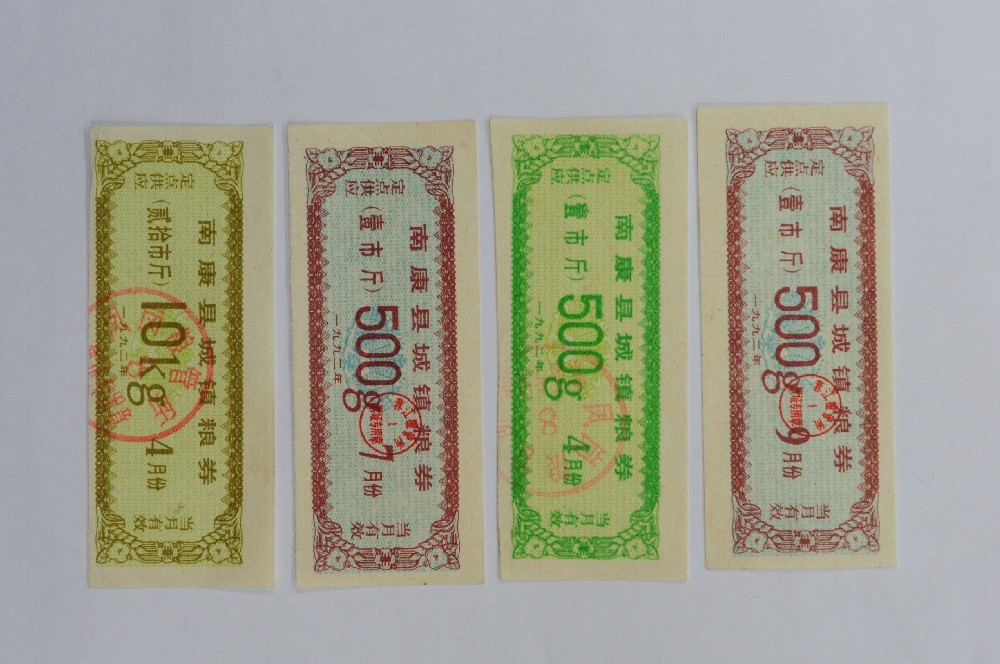 南康县城镇粮券
定点供应
(贰拾市斤)
10kg
一九九二年
4月份
当月有效
南康县城镇粮券
定点供应
(壹市斤)
500g
一九九二年
7月份
当月有效
南康县城镇粮券
定点供应
(壹市斤)
500g
一九九二年
4月份
当月有效
南康县城镇粮券
定点供应
(壹市斤)
500g
一九九二年
9月份
当月有效